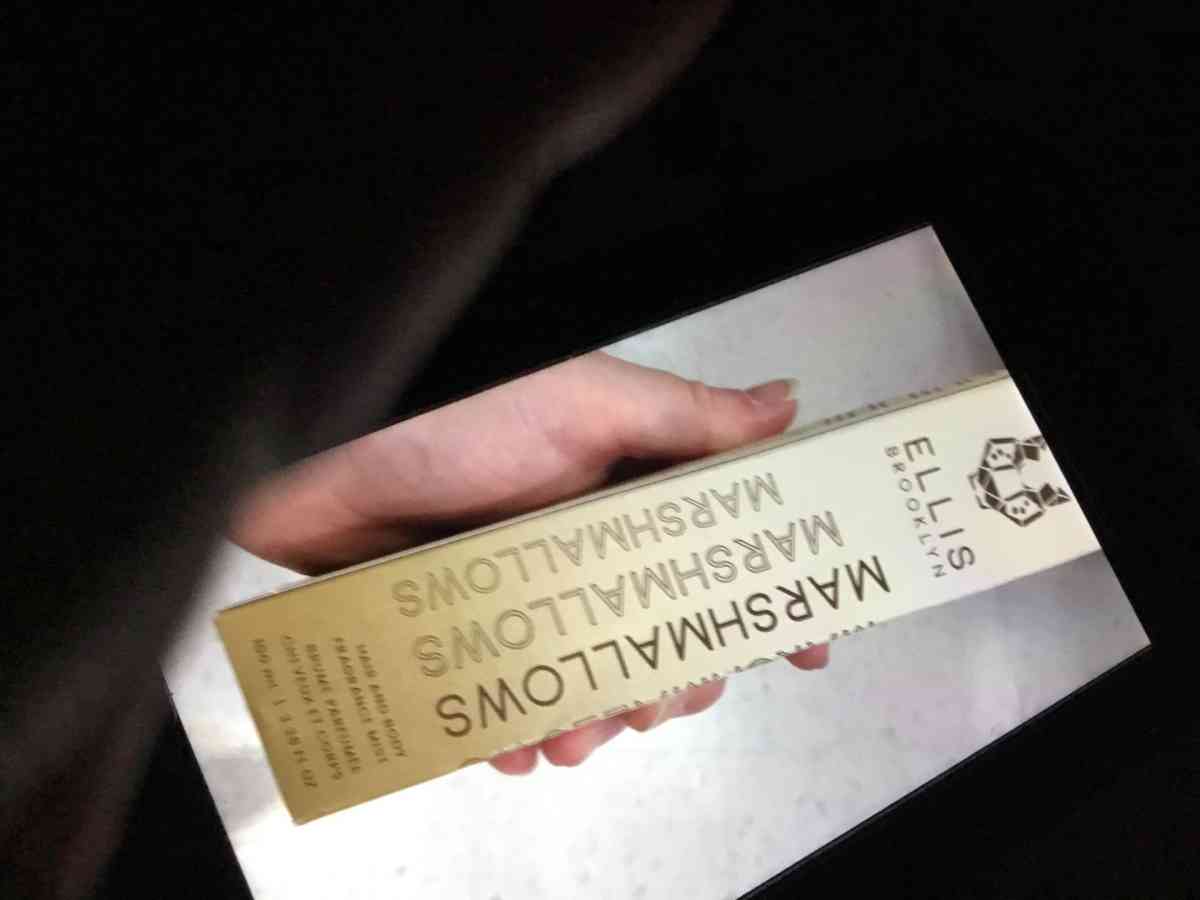 ELLIS
BROOKLYN
MARSHMALLOWS
MARSHMALLOWS
MARSHMALLOWS
HAIR AND BODY
FRAGRANCE MIST
BRUME PARFUMÉE
CHEVEUX ET CORPS
100 mL | 3.38 FL OZ